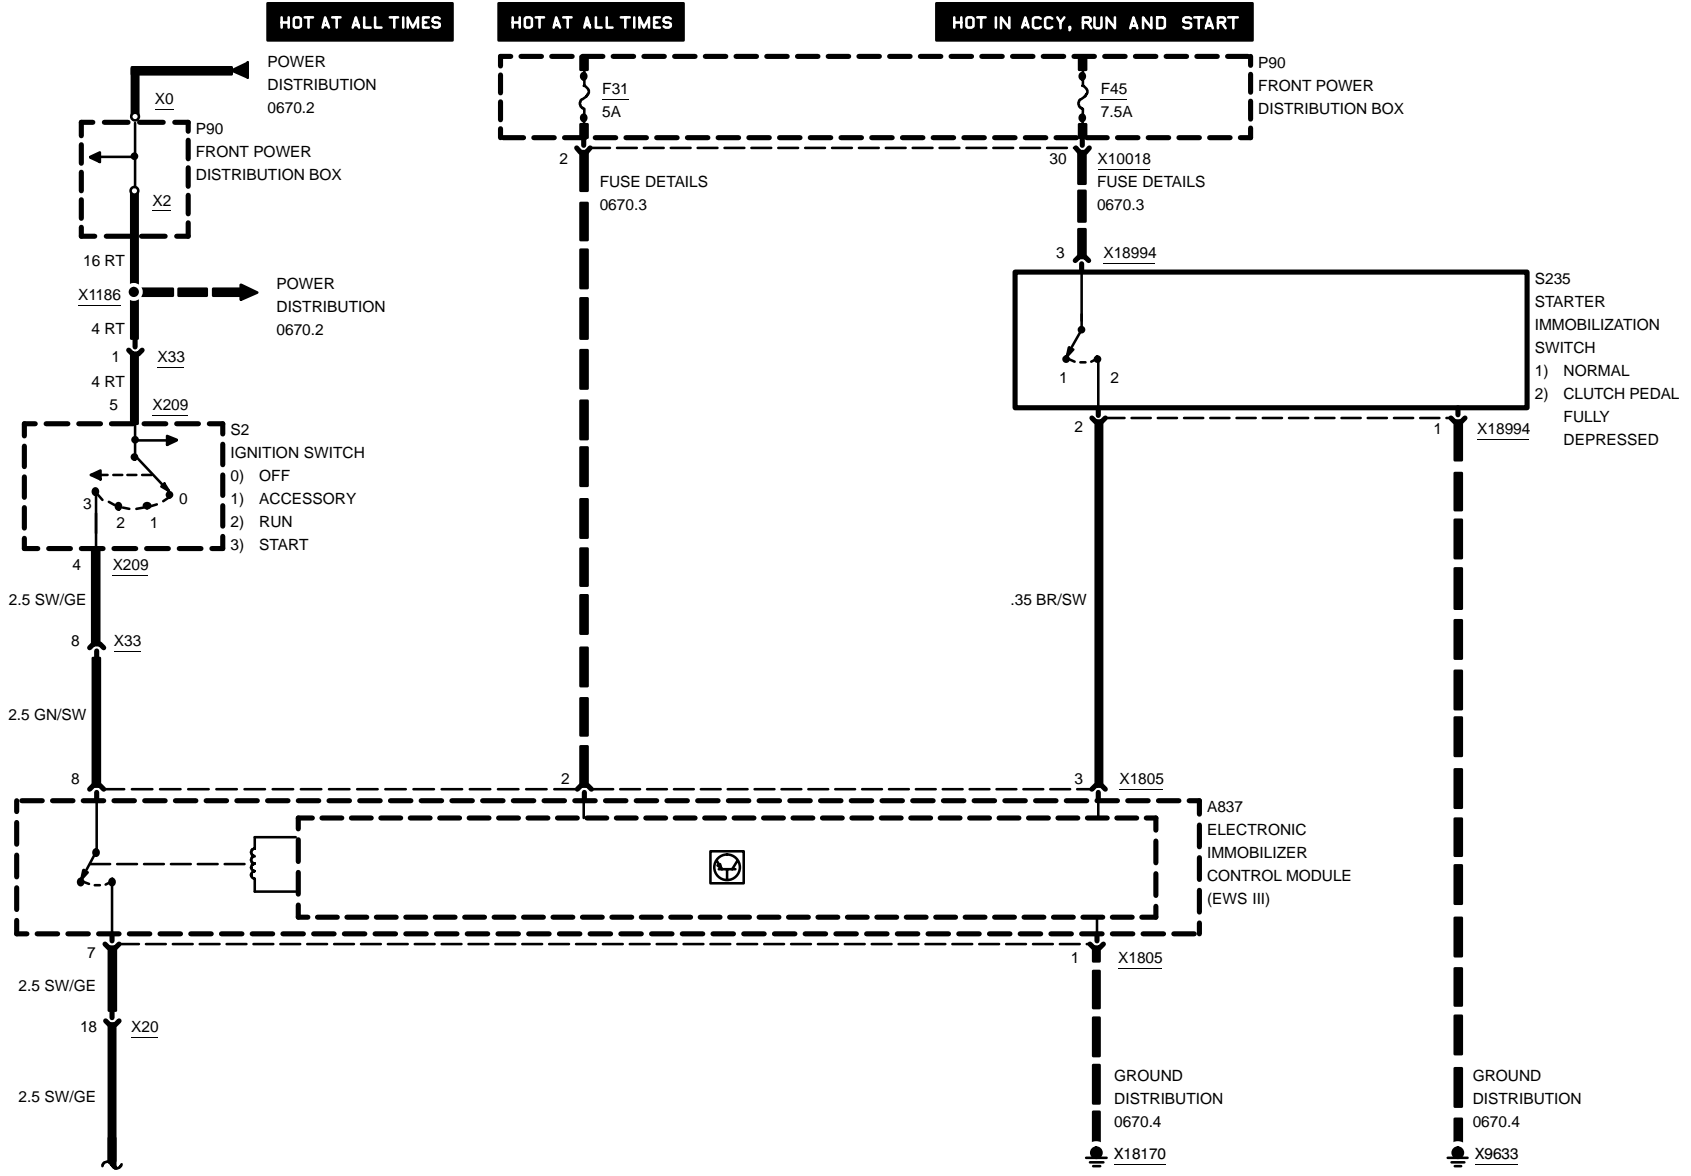 HOT AT ALL TIMES
HOT AT ALL TIMES
HOT IN ACCY, RUN AND START
POWER
DISTRIBUTION
0670.2
X0
P90
FRONT POWER
DISTRIBUTION BOX
X2
16 RT
X1186
POWER
DISTRIBUTION
0670.2
4 RT
1 X33
4 RT
5 X209
S2
IGNITION SWITCH
0) OFF
1) ACCESSORY
2) RUN
3) START
3
2
1
0
4 X209
2.5 SW/GE
8 X33
2.5 GN/SW
8
F31
5A
F45
7.5A
P90
FRONT POWER
DISTRIBUTION BOX
2
FUSE DETAILS
0670.3
30 X10018
FUSE DETAILS
0670.3
3 X18994
S235
STARTER
IMMOBILIZATION
SWITCH
1) NORMAL
2) CLUTCH PEDAL
FULLY
DEPRESSED
1 2
2
1 X18994
.35 BR/SW
2
3 X1805
A837
ELECTRONIC
IMMOBILIZER
CONTROL MODULE
(EWS III)
7
1 X1805
2.5 SW/GE
18 X20
2.5 SW/GE
GROUND
DISTRIBUTION
0670.4
X18170
GROUND
DISTRIBUTION
0670.4
X9633